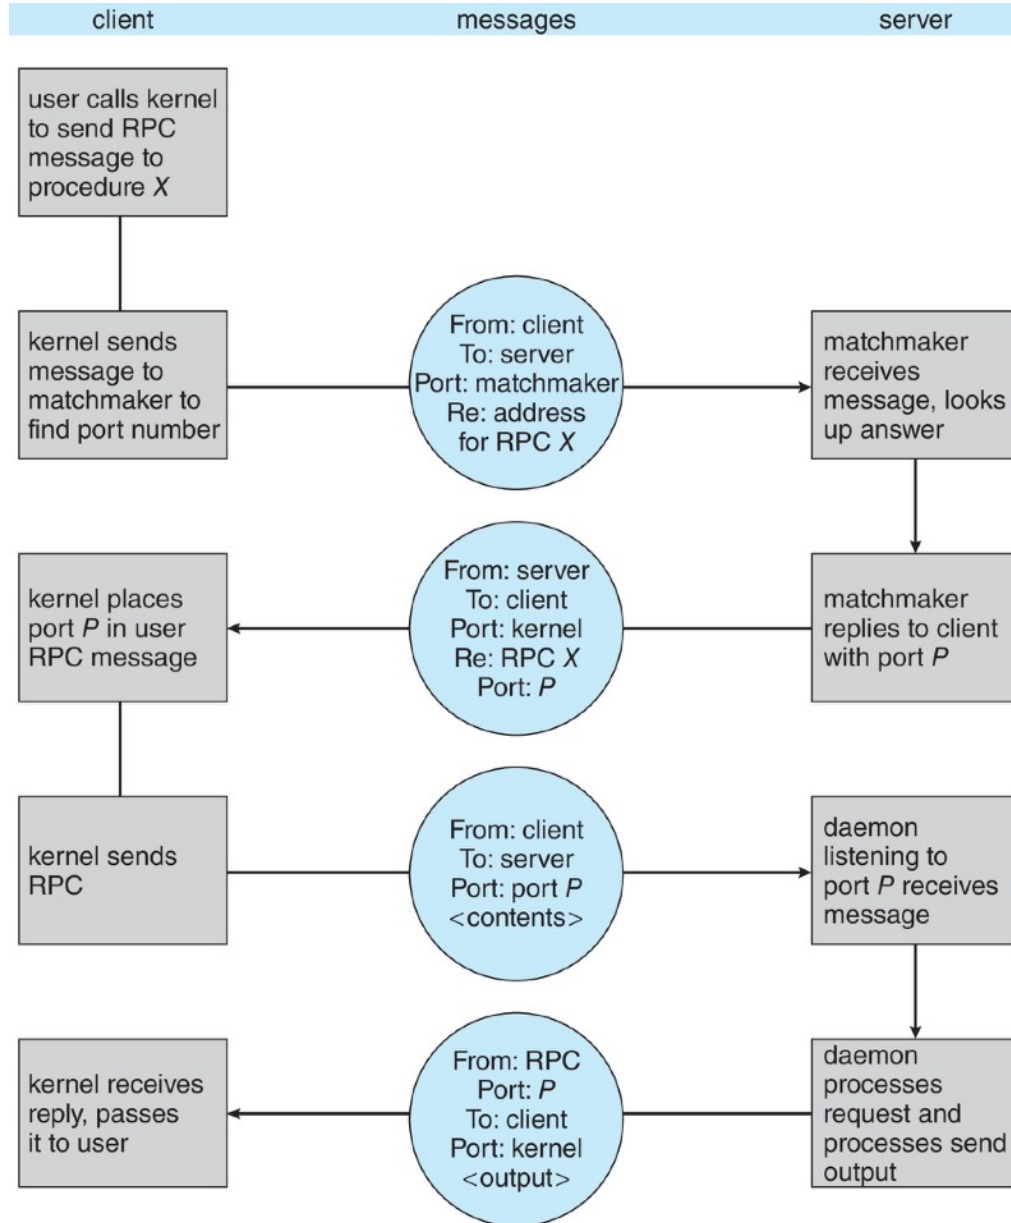 client
messages
server
user calls kernel
to send RPC
message to
procedure X
kernel sends
message to
matchmaker to
find port number
From: client
To: server
Port: matchmaker
Re: address
for RPC X
matchmaker
receives
message, looks
up answer
kernel places
port P in user
RPC message
From: server
To: client
Port: kernel
Re: RPC X
Port: P
matchmaker
replies to client
with port P
kernel sends
RPC
From: client
To: server
Port: port P
<contents>
daemon
listening to
port P receives
message
kernel receives
reply, passes
it to user
From: RPC
Port: P
To: client
Port: kernel
<output>
daemon
processes
request and
processes send
output